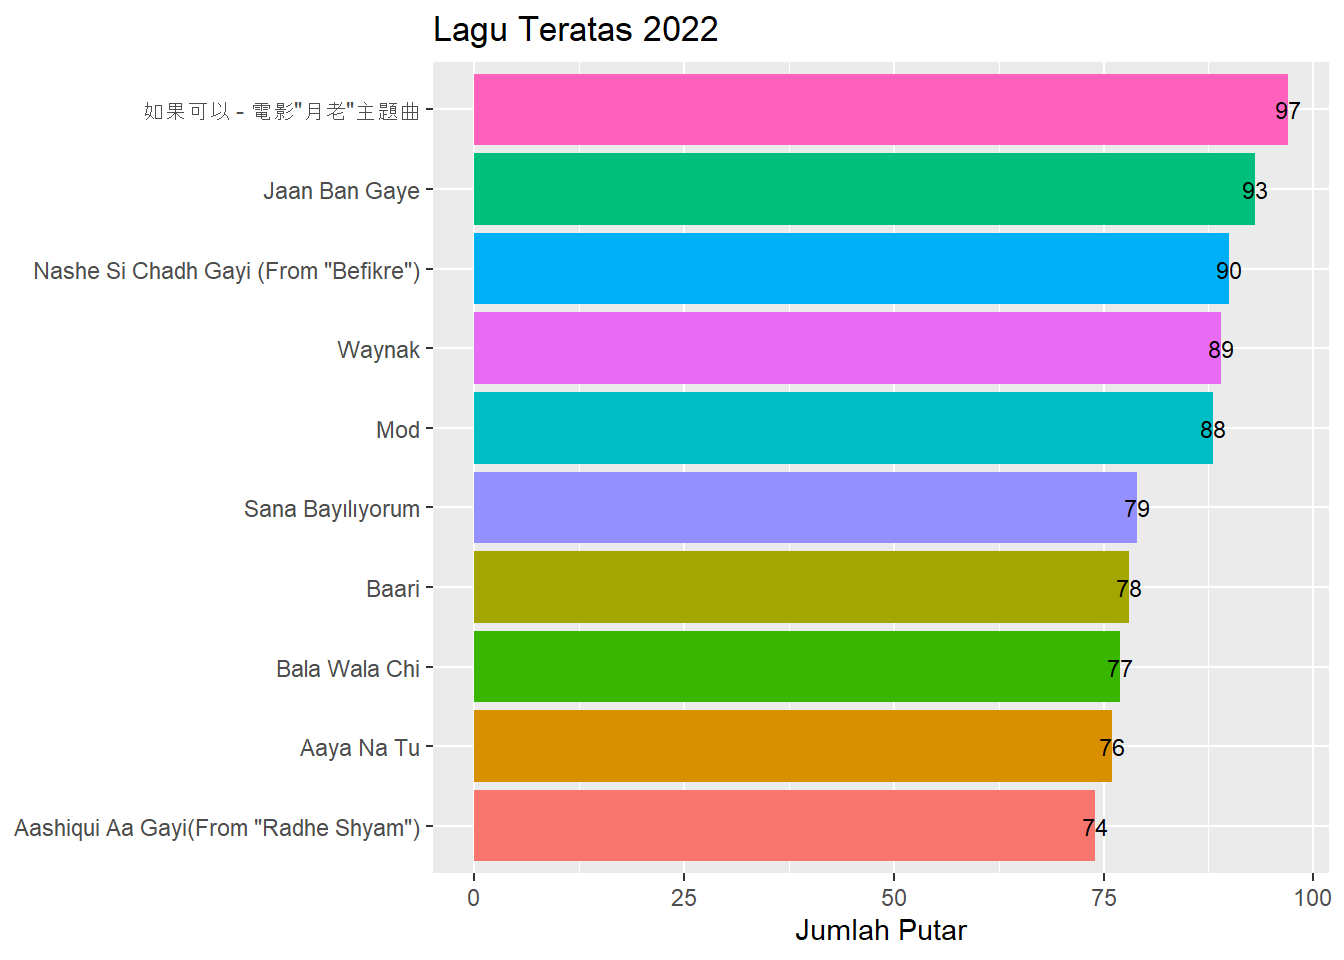 Lagu Teratas 2022
如果可以 - 電影"月老"主題曲
97
Jaan Ban Gaye
93
Nashe Si Chadh Gayi (From "Befikre")
90
Waynak
89
Mod
88
Sana Bayılıyorum
79
Baari
78
Bala Wala Chi
77
Aaya Na Tu
76
Aashiqui Aa Gayi(From "Radhe Shyam")
74
0 25 50 75 100
Jumlah Putar